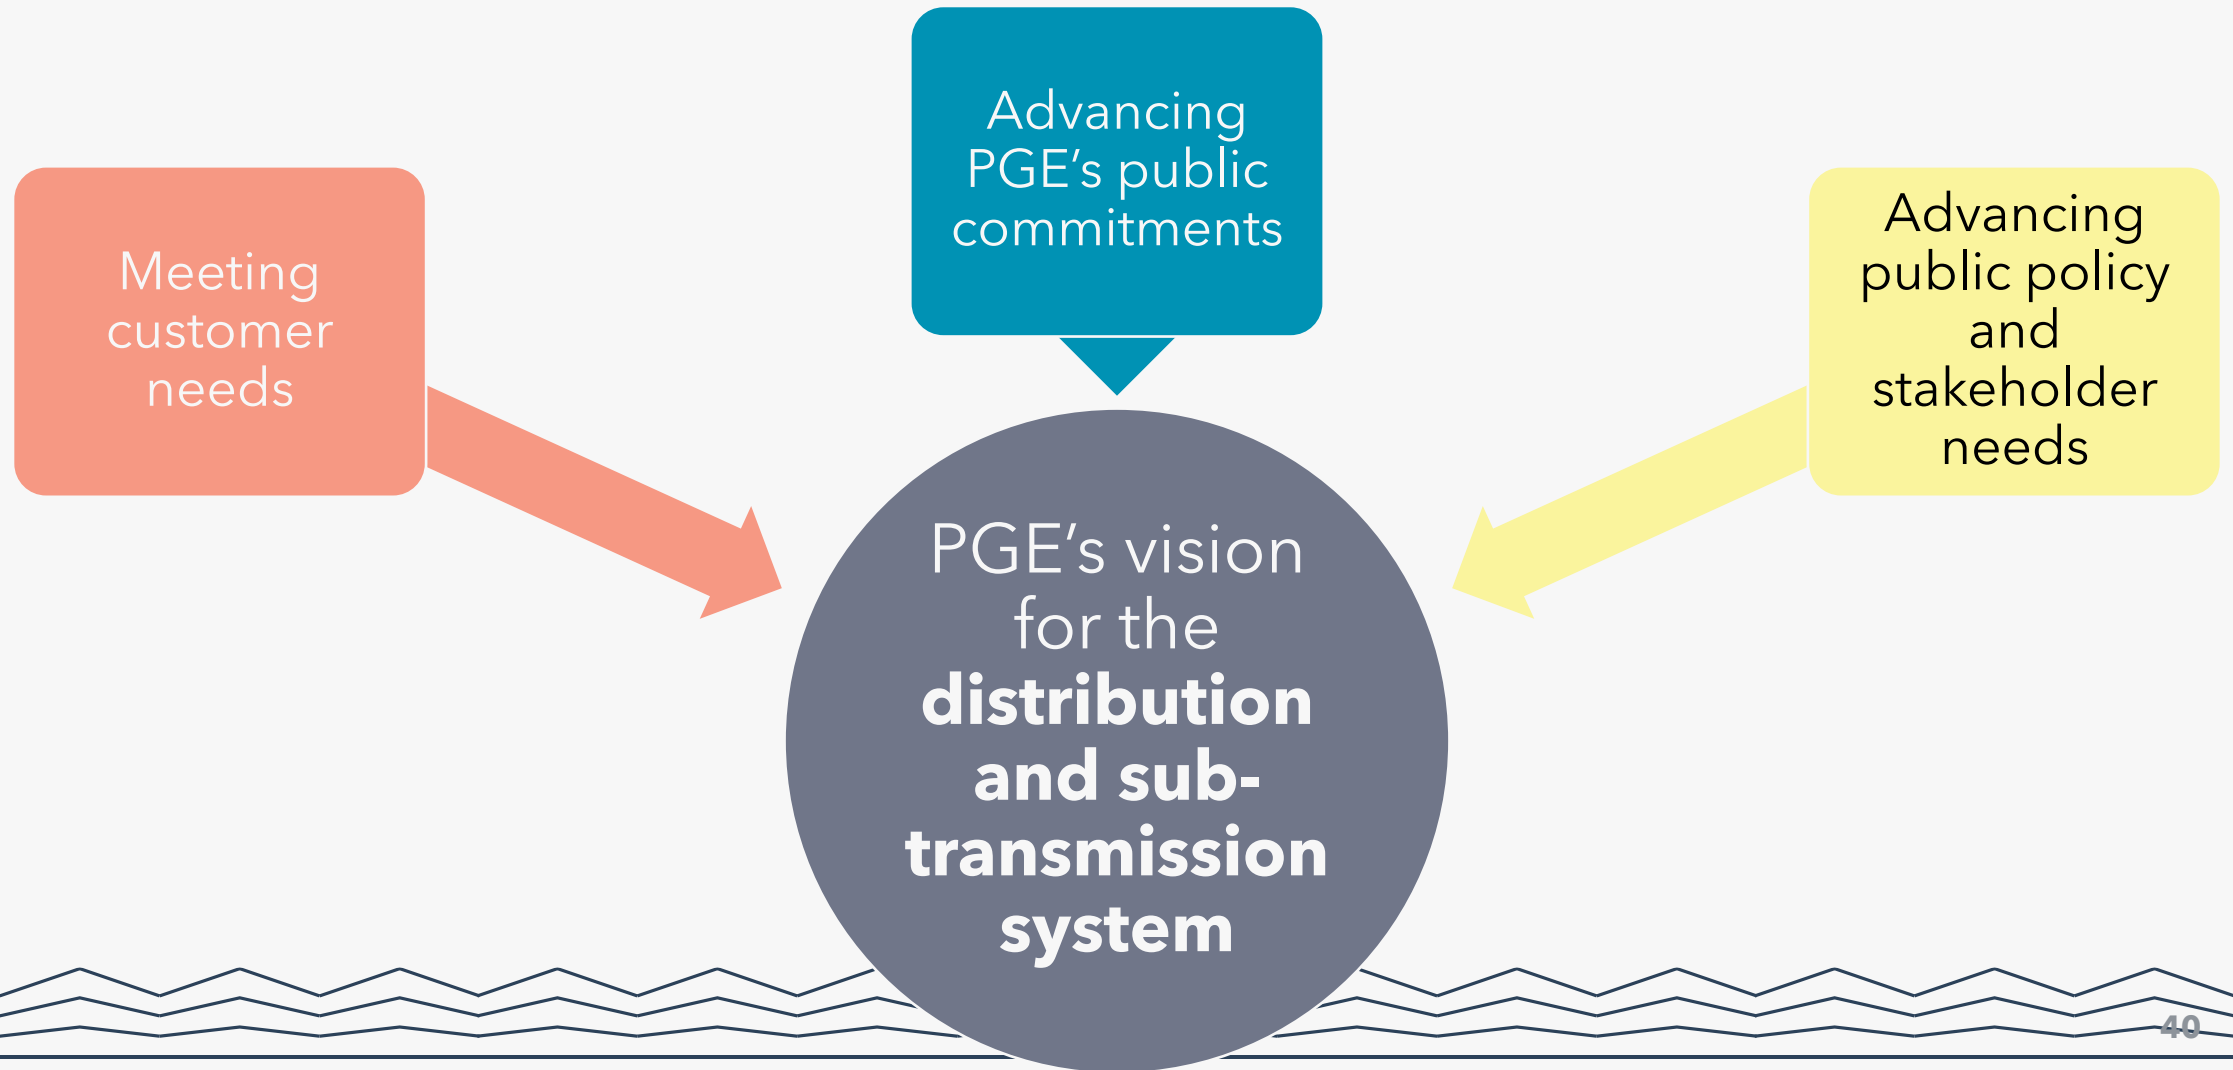 Advancing
PGE’s public
commitments
Meeting
customer
needs
Advancing
public policy
and
stakeholder
needs
PGE’s vision
for the
distribution
and sub-
transmission
system
40